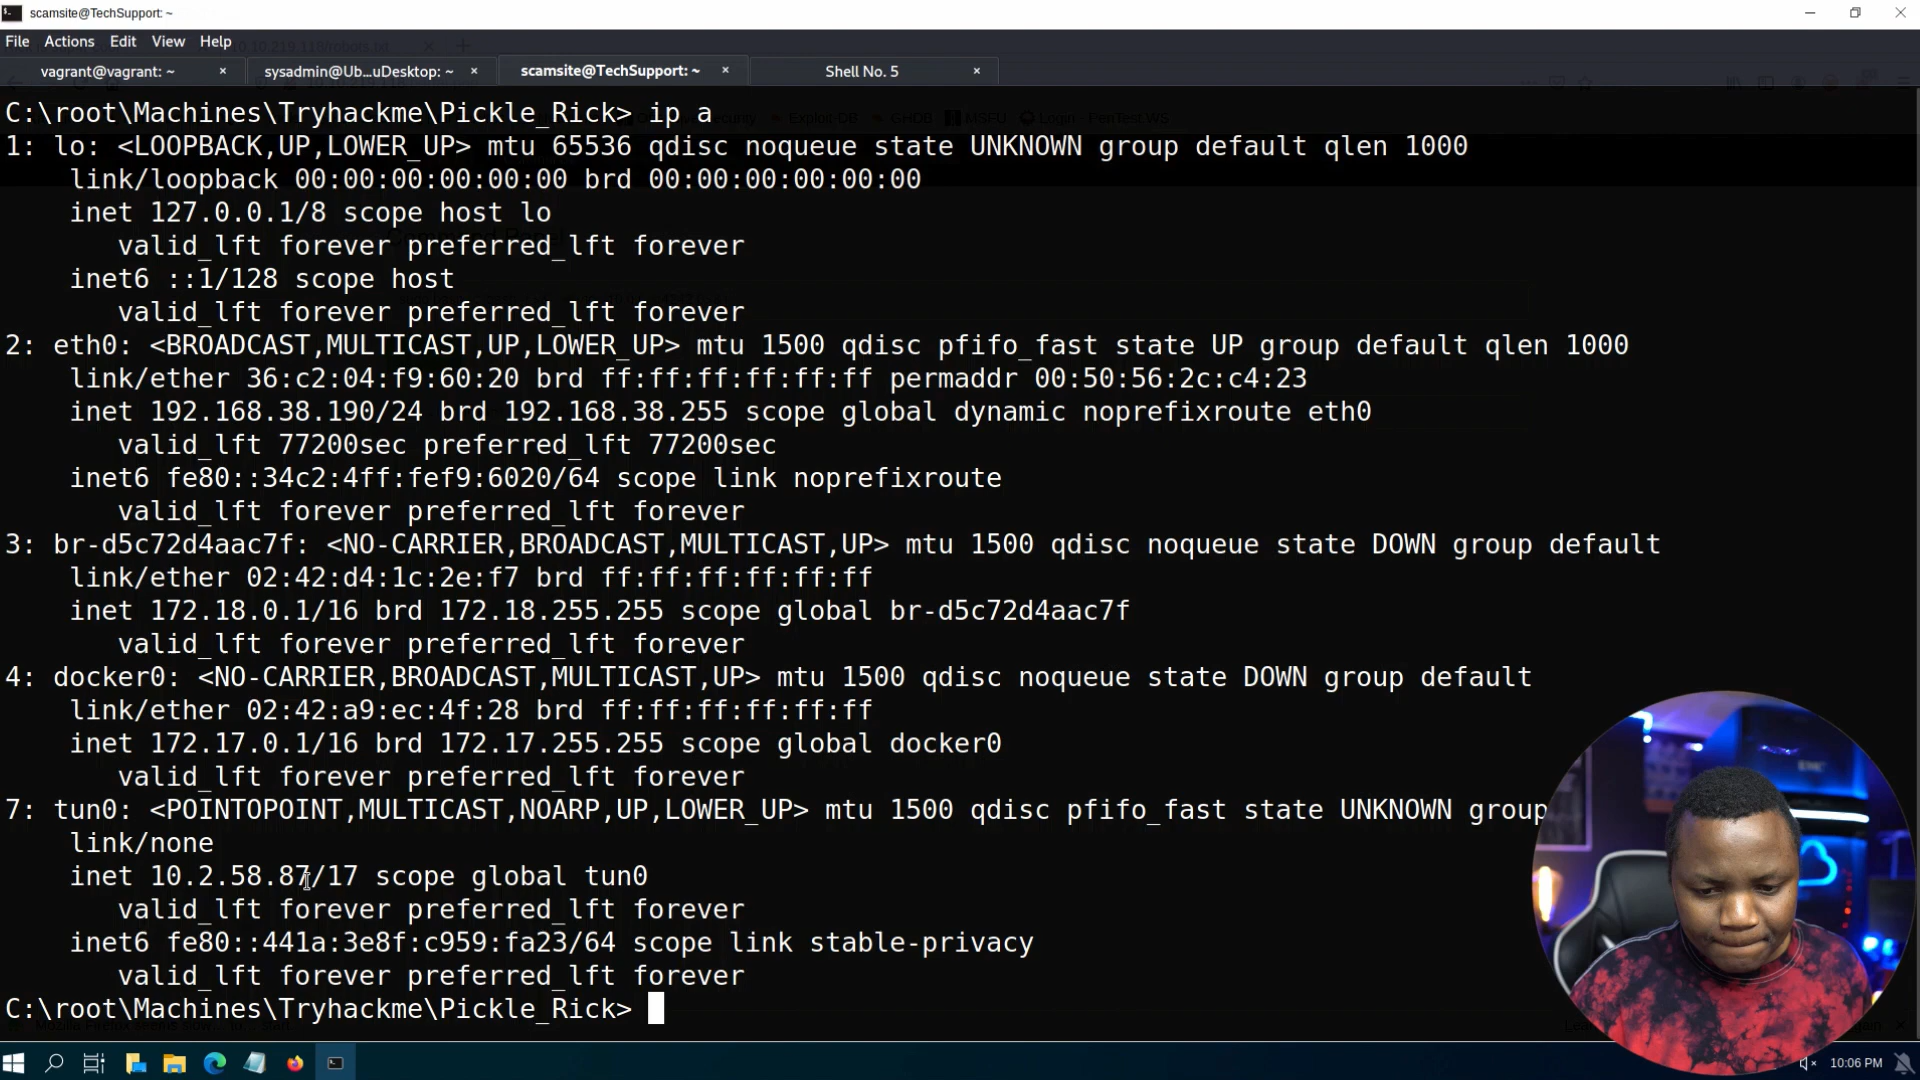 scamsite@TechSupport: ~
File Actions Edit View Help
vagrant@vagrant: ~ × sysadmin@Ub...uDesktop: ~ × scamsite@TechSupport: ~ × Shell No. 5 ×
C:\root\Machines\Tryhackme\Pickle_Rick> ip a
1: lo: <LOOPBACK,UP,LOWER_UP> mtu 65536 qdisc noqueue state UNKNOWN group default qlen 1000
link/loopback 00:00:00:00:00:00 brd 00:00:00:00:00:00
inet 127.0.0.1/8 scope host lo
valid_lft forever preferred_lft forever
inet6 ::1/128 scope host
valid_lft forever preferred_lft forever
2: eth0: <BROADCAST,MULTICAST,UP,LOWER_UP> mtu 1500 qdisc pfifo_fast state UP group default qlen 1000
link/ether 36:c2:04:f9:60:20 brd ff:ff:ff:ff:ff:ff permaddr 00:50:56:2c:c4:23
inet 192.168.38.190/24 brd 192.168.38.255 scope global dynamic noprefixroute eth0
valid_lft 77200sec preferred_lft 77200sec
inet6 fe80::34c2:4ff:fef9:6020/64 scope link noprefixroute
valid_lft forever preferred_lft forever
3: br-d5c72d4aac7f: <NO-CARRIER,BROADCAST,MULTICAST,UP> mtu 1500 qdisc noqueue state DOWN group default
link/ether 02:42:d4:1c:2e:f7 brd ff:ff:ff:ff:ff:ff
inet 172.18.0.1/16 brd 172.18.255.255 scope global br-d5c72d4aac7f
valid_lft forever preferred_lft forever
4: docker0: <NO-CARRIER,BROADCAST,MULTICAST,UP> mtu 1500 qdisc noqueue state DOWN group default
link/ether 02:42:a9:ec:4f:28 brd ff:ff:ff:ff:ff:ff
inet 172.17.0.1/16 brd 172.17.255.255 scope global docker0
valid_lft forever preferred_lft forever
7: tun0: <POINTOPOINT,MULTICAST,NOARP,UP,LOWER_UP> mtu 1500 qdisc pfifo_fast state UNKNOWN group
link/none
inet 10.2.58.87/17 scope global tun0
valid_lft forever preferred_lft forever
inet6 fe80::441a:3e8f:c959:fa23/64 scope link stable-privacy
valid_lft forever preferred_lft forever
C:\root\Machines\Tryhackme\Pickle_Rick>
10:06 PM